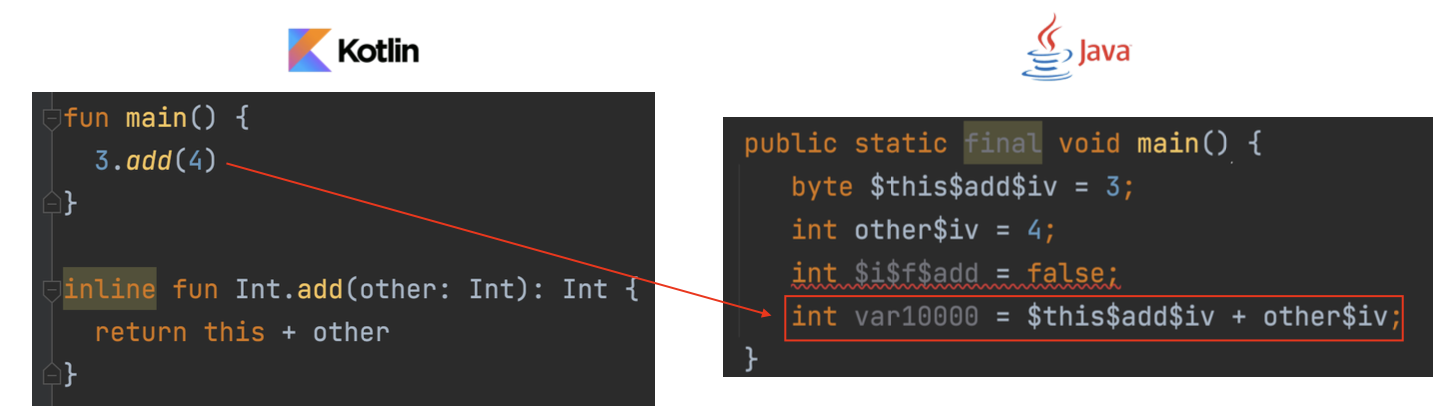 Kotlin
fun main() {
3.add(4)
}
inline fun Int.add(other: Int): Int {
return this + other
}
Java
public static final void main() {
byte $this$add$iv = 3;
int other$iv = 4;
int $i$f$add = false;
int var10000 = $this$add$iv + other$iv;
}